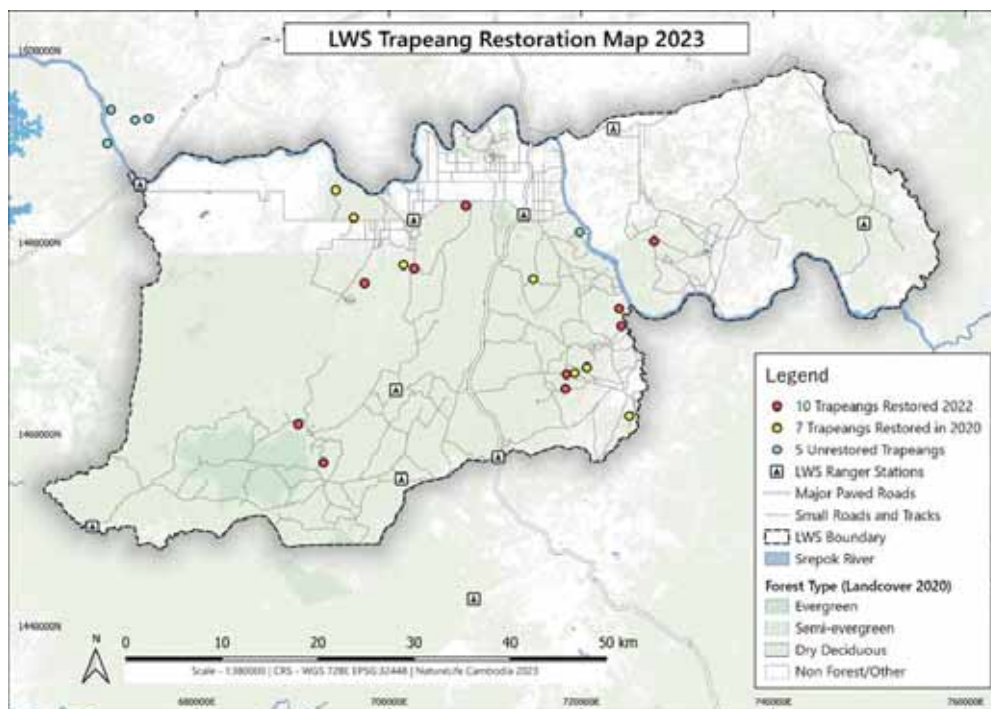 LWS Trapeang Restoration Map 2023
1480000N
1460000N
1440000N
Legend
10 Trapeangs Restored 2022
7 Trapeangs Restored in 2020
5 Unrestored Trapeangs
LWS Ranger Stations
Major Paved Roads
Small Roads and Tracks
LWS Boundary
Srepok River
Forest Type (Landcover 2020)
Evergreen
Semi-evergreen
Dry Deciduous
Non Forest/Other
N
0 10 20 30 40 50 km
680000E 700000E 720000E 740000E 760000E